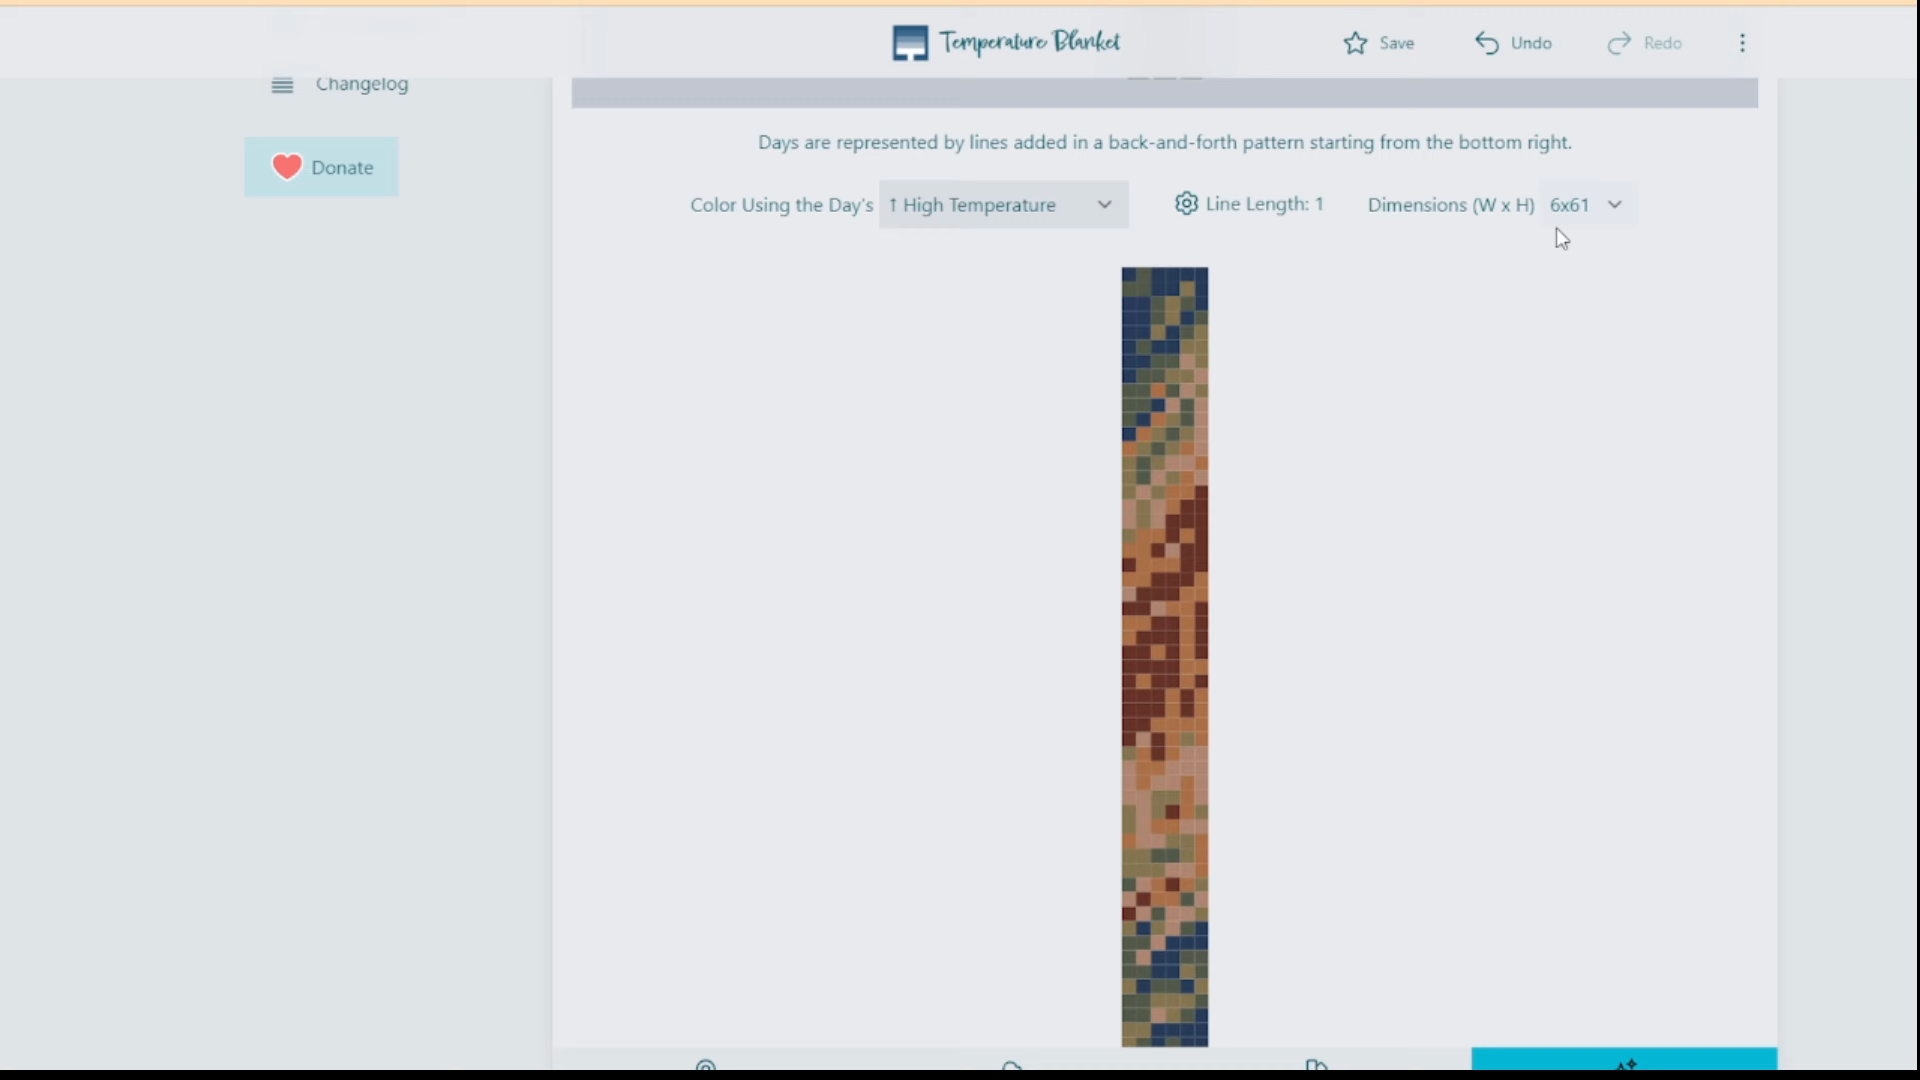 Temperature Blanket
Save
Undo
Redo
Changelog
Donate
Days are represented by lines added in a back-and-forth pattern starting from the bottom right.
Color Using the Day's ↑ High Temperature
Line Length: 1
Dimensions (W x H) 6x61